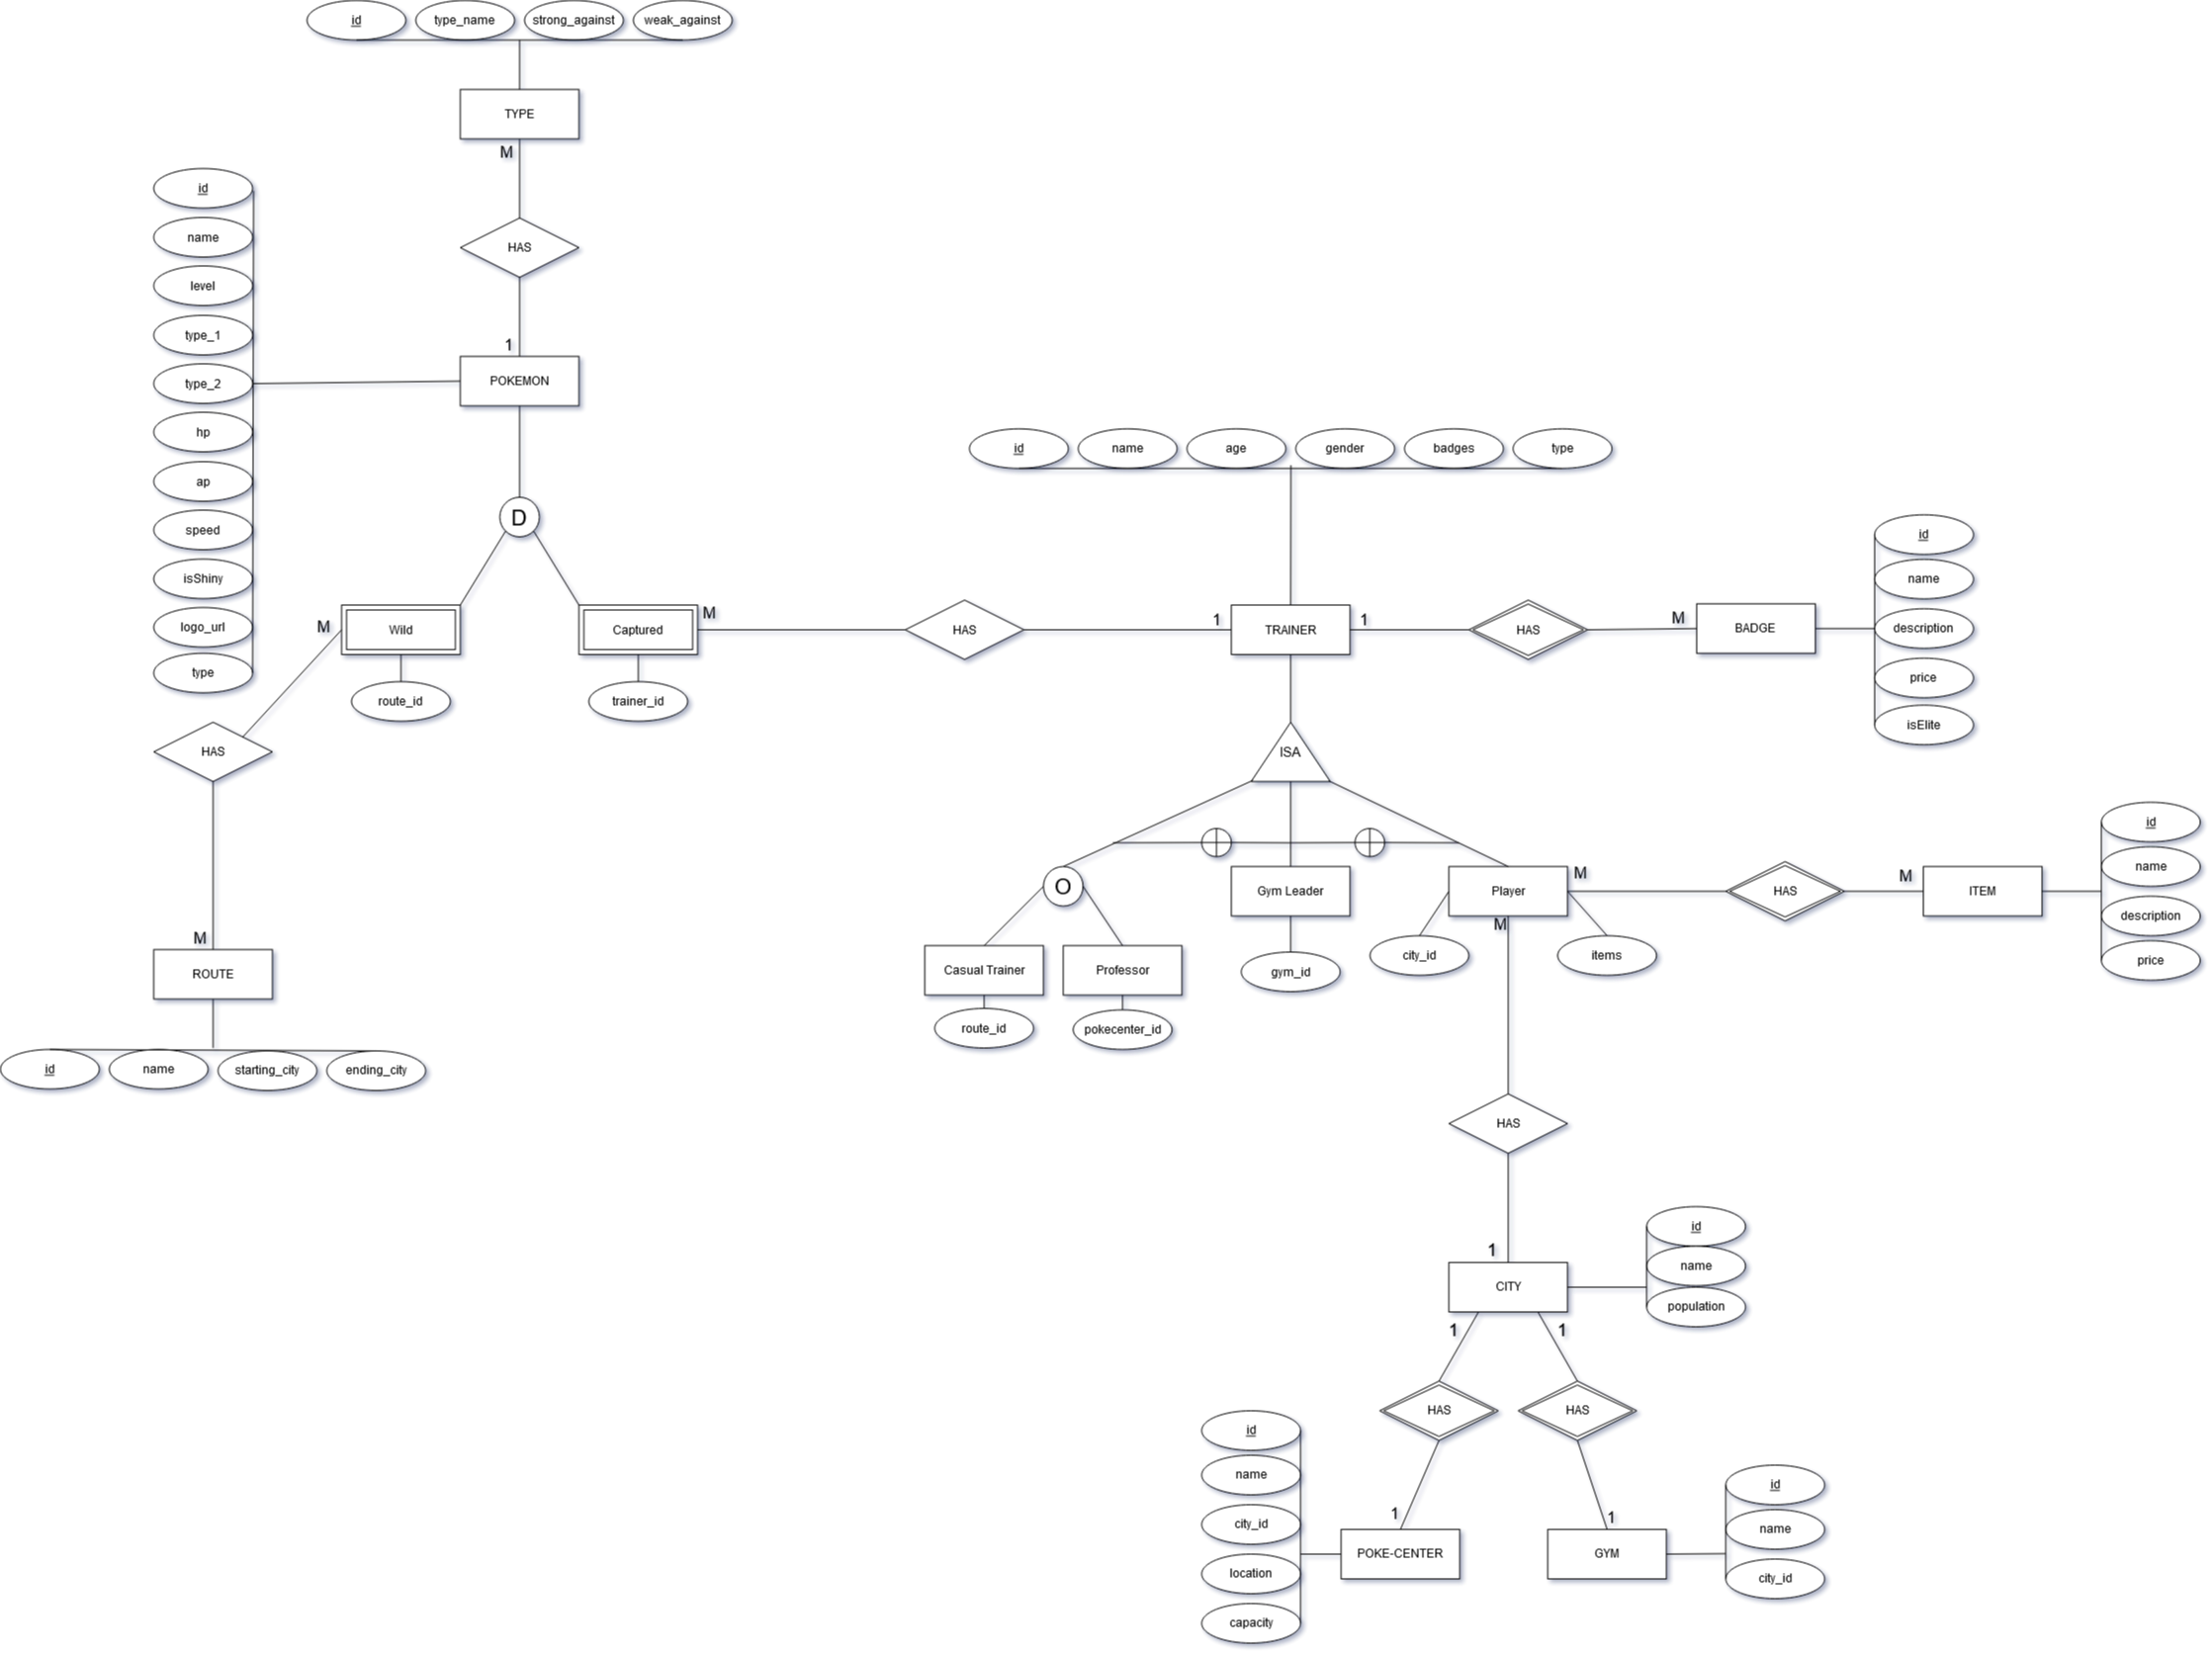 id type_name strong_against weak_against
TYPE
M
HAS
1
POKEMON
id
name
level
type_1
type_2
hp
ap
speed
isShiny
logo_url
type
D
M Wild
route_id
Captured M
trainer_id
HAS
M
ROUTE
id name starting_city ending_city
HAS
id name age gender badges type
1 TRAINER 1
HAS
M BADGE
id
name
description
price
isElite
ISA
O
Casual Trainer
route_id
Professor
pokecenter_id
Gym Leader
gym_id
Player M
M
city_id
items
HAS
M ITEM
id
name
description
price
HAS
1
CITY
id
name
population
1 1
HAS HAS
1 1
POKE-CENTER
id
name
city_id
location
capacity
GYM
id
name
city_id